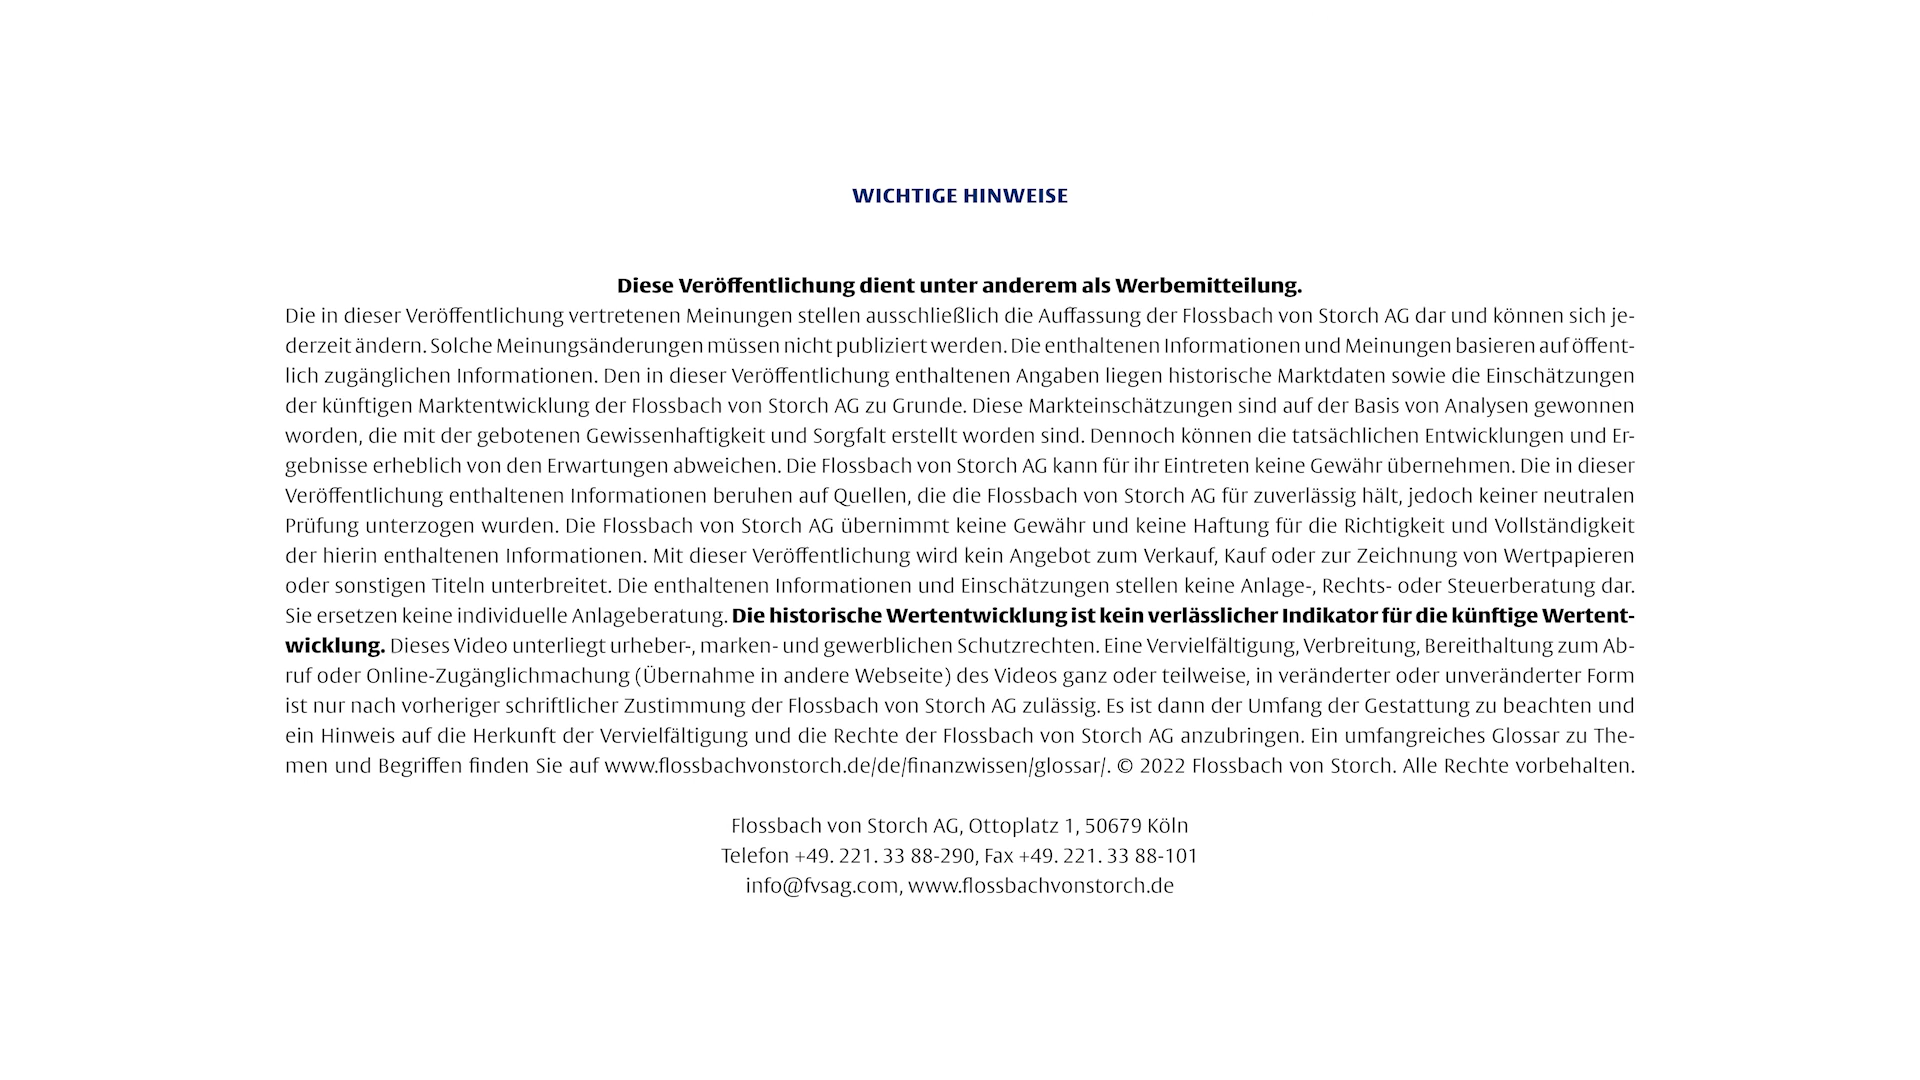 WICHTIGE HINWEISE
Diese Veröffentlichung dient unter anderem als Werbemitteilung.
Die in dieser Veröffentlichung vertretenen Meinungen stellen ausschließlich die Auffassung der Flossbach von Storch AG dar und können sich je-
derzeit ändern. Solche Meinungsänderungen müssen nicht publiziert werden. Die enthaltenen Informationen und Meinungen basieren auf öffent-
lich zugänglichen Informationen. Den in dieser Veröffentlichung enthaltenen Angaben liegen historische Marktdaten sowie die Einschätzungen
der künftigen Marktentwicklung der Flossbach von Storch AG zu Grunde. Diese Markteinschätzungen sind auf der Basis von Analysen gewonnen
worden, die mit der gebotenen Gewissenhaftigkeit und Sorgfalt erstellt worden sind. Dennoch können die tatsächlichen Entwicklungen und Er-
gebnisse erheblich von den Erwartungen abweichen. Die Flossbach von Storch AG kann für ihr Eintreten keine Gewähr übernehmen. Die in dieser
Veröffentlichung enthaltenen Informationen beruhen auf Quellen, die die Flossbach von Storch AG für zuverlässig hält, jedoch keiner neutralen
Prüfung unterzogen wurden. Die Flossbach von Storch AG übernimmt keine Gewähr und keine Haftung für die Richtigkeit und Vollständigkeit
der hierin enthaltenen Informationen. Mit dieser Veröffentlichung wird kein Angebot zum Verkauf, Kauf oder zur Zeichnung von Wertpapieren
oder sonstigen Titeln unterbreitet. Die enthaltenen Informationen und Einschätzungen stellen keine Anlage-, Rechts- oder Steuerberatung dar.
Sie ersetzen keine individuelle Anlageberatung. Die historische Wertentwicklung ist kein verlässlicher Indikator für die künftige Wertent-
wicklung. Dieses Video unterliegt urheber-, marken- und gewerblichen Schutzrechten. Eine Vervielfältigung, Verbreitung, Bereithaltung zum Ab-
ruf oder Online-Zugänglichmachung (Übernahme in andere Webseite) des Videos ganz oder teilweise, in veränderter oder unveränderter Form
ist nur nach vorheriger schriftlicher Zustimmung der Flossbach von Storch AG zulässig. Es ist dann der Umfang der Gestattung zu beachten und
ein Hinweis auf die Herkunft der Vervielfältigung und die Rechte der Flossbach von Storch AG anzubringen. Ein umfangreiches Glossar zu The-
men und Begriffen finden Sie auf www.flossbachvonstorch.de/de/finanzwissen/glossar/. © 2022 Flossbach von Storch. Alle Rechte vorbehalten.
Flossbach von Storch AG, Ottoplatz 1, 50679 Köln
Telefon +49. 221. 33 88-290, Fax +49. 221. 33 88-101
info@fvsag.com, www.flossbachvonstorch.de